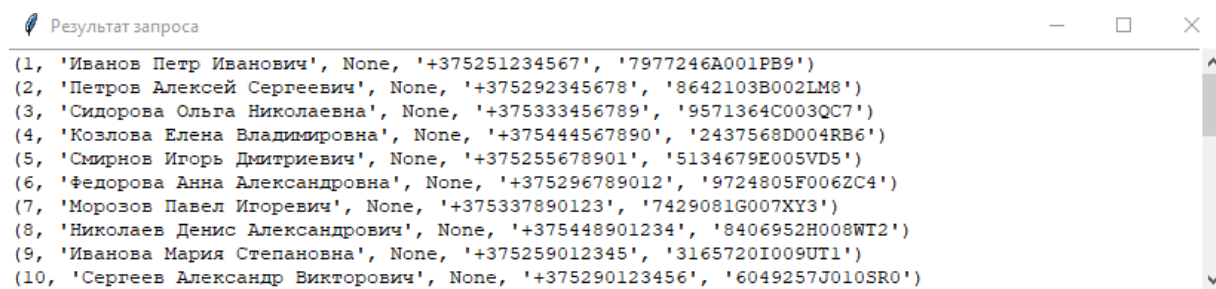 Результат запроса
(1, 'Иванов Петр Иванович', None, '+375251234567', '7977246A001PB9')
(2, 'Петров Алексей Сергеевич', None, '+375292345678', '8642103B002LM8')
(3, 'Сидорова Ольга Николаевна', None, '+375333456789', '9571364C003QC7')
(4, 'Козлова Елена Владимировна', None, '+375444567890', '2437568D004RB6')
(5, 'Смирнов Игорь Дмитриевич', None, '+375255678901', '5134679E005VD5')
(6, 'Федорова Анна Александровна', None, '+375296789012', '9724805F006ZC4')
(7, 'Морозов Павел Игоревич', None, '+375337890123', '7429081G007XY3')
(8, 'Николаев Денис Александрович', None, '+375448901234', '8406952H008WT2')
(9, 'Иванова Мария Степановна', None, '+375259012345', '3165720I009UT1')
(10, 'Сергеев Александр Викторович', None, '+375290123456', '6049257J010SR0')